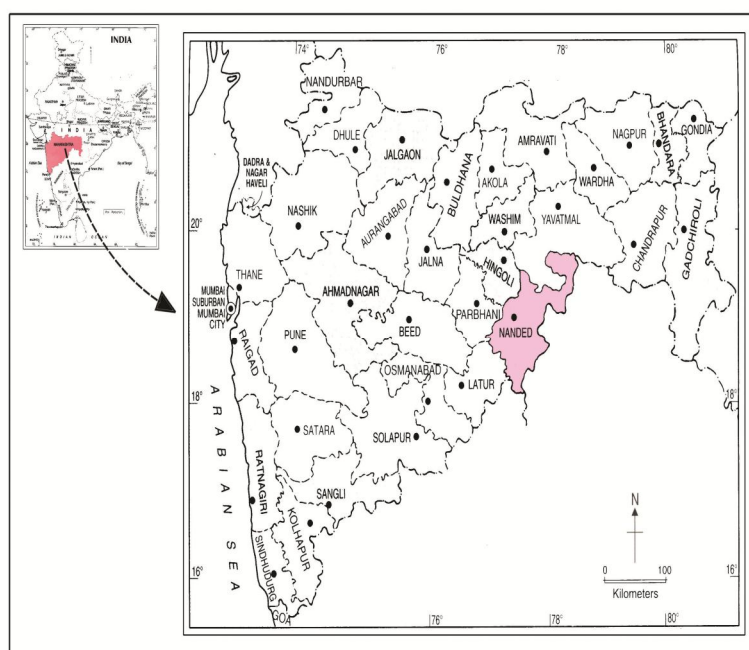 INDIA
I N D I A
74°
76°
78°
80°
NANDURBAR
DHULE
JALGAON
BULDHANA
AMRAVATI
NAGPUR
BHANDARA
GONDIA
DADRA &
NAGAR
HAVELI
AKOLA
WARDHA
NASHIK
AURANGABAD
WASHIM
YAVATMAL
CHANDRAPUR
GADCHIROLI
20°
20°
JALNA
HINGOLI
THANE
MUMBAI
SUBURBAN
MUMBAI
CITY
AHMADNAGAR
PARBHANI
NANDED
PUNE
BEED
RAIGAD
OSMANABAD
LATUR
18°
18°
ARABIAN SEA
SATARA
SOLAPUR
RATNAGIRI
SANGLI
KOLHAPUR
SINDHUDURG
GOA
N
0
100
Kilometers
16°
16°
74°
76°
78°
80°